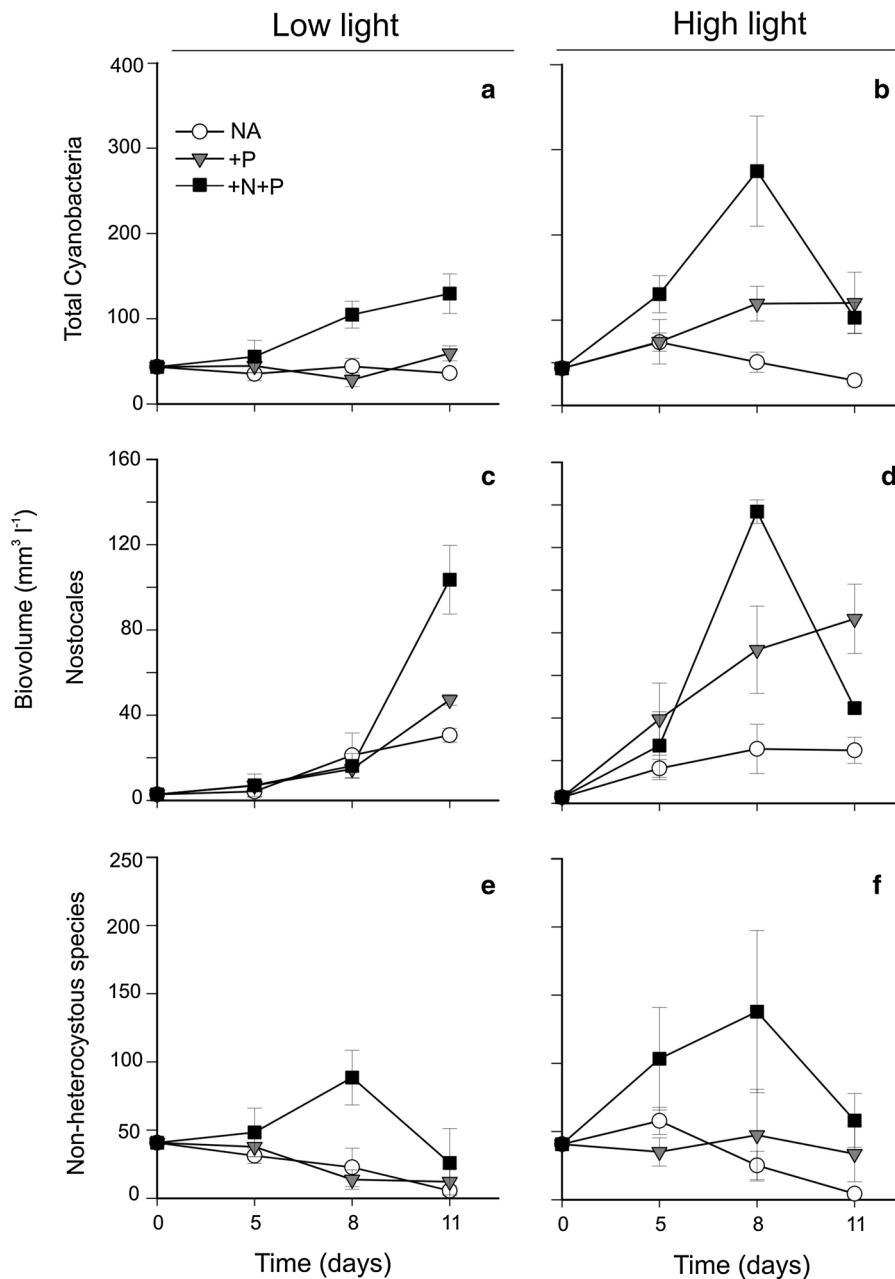 Low light
High light
400
300
200
100
0
Total Cyanobacteria
a
NA
+P
+N+P
b
160
120
80
40
0
Biovolume (mm³ l⁻¹)
Nostocales
c
d
250
200
150
100
50
0
Non-heterocystous species
e
f
0 5 8 11
0 5 8 11
Time (days)
Time (days)